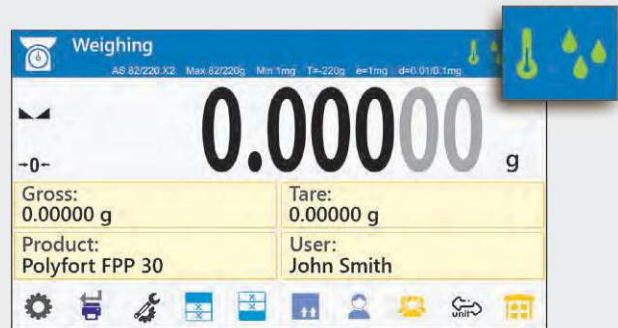 Weighing
AS 82/220.X2 Max 82/220g Min 1mg T=-220g e=1mg d=0.01/0.1mg
→0←
0.00000 g
Gross:
0.00000 g
Tare:
0.00000 g
Product:
Polyfort FPP 30
User:
John Smith
unit